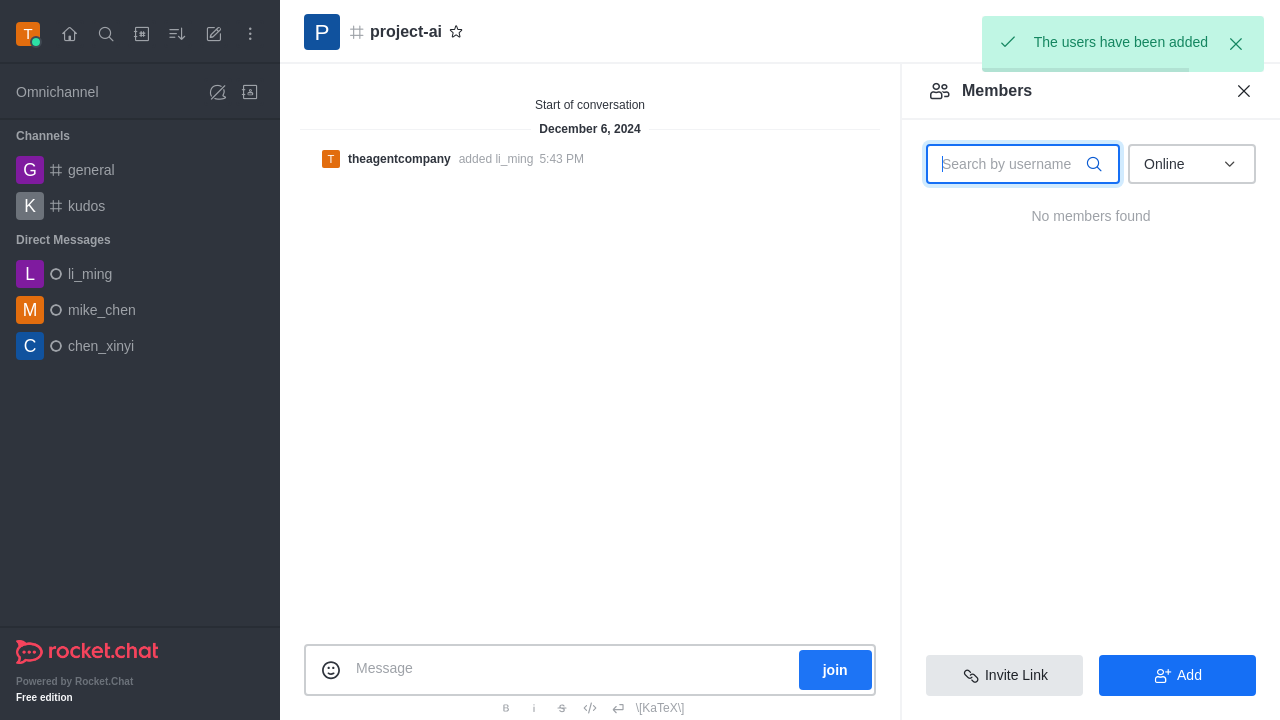 T
Omnichannel
Channels
G general
K kudos
Direct Messages
L li_ming
M mike_chen
C chen_xinyi
rocket.chat
Powered by Rocket.Chat
Free edition
P project-ai
Start of conversation
December 6, 2024
T theagentcompany added li_ming 5:43 PM
Message
join
B i S \[KaTeX\]
The users have been added
Members
Search by username
Online
No members found
Invite Link
Add